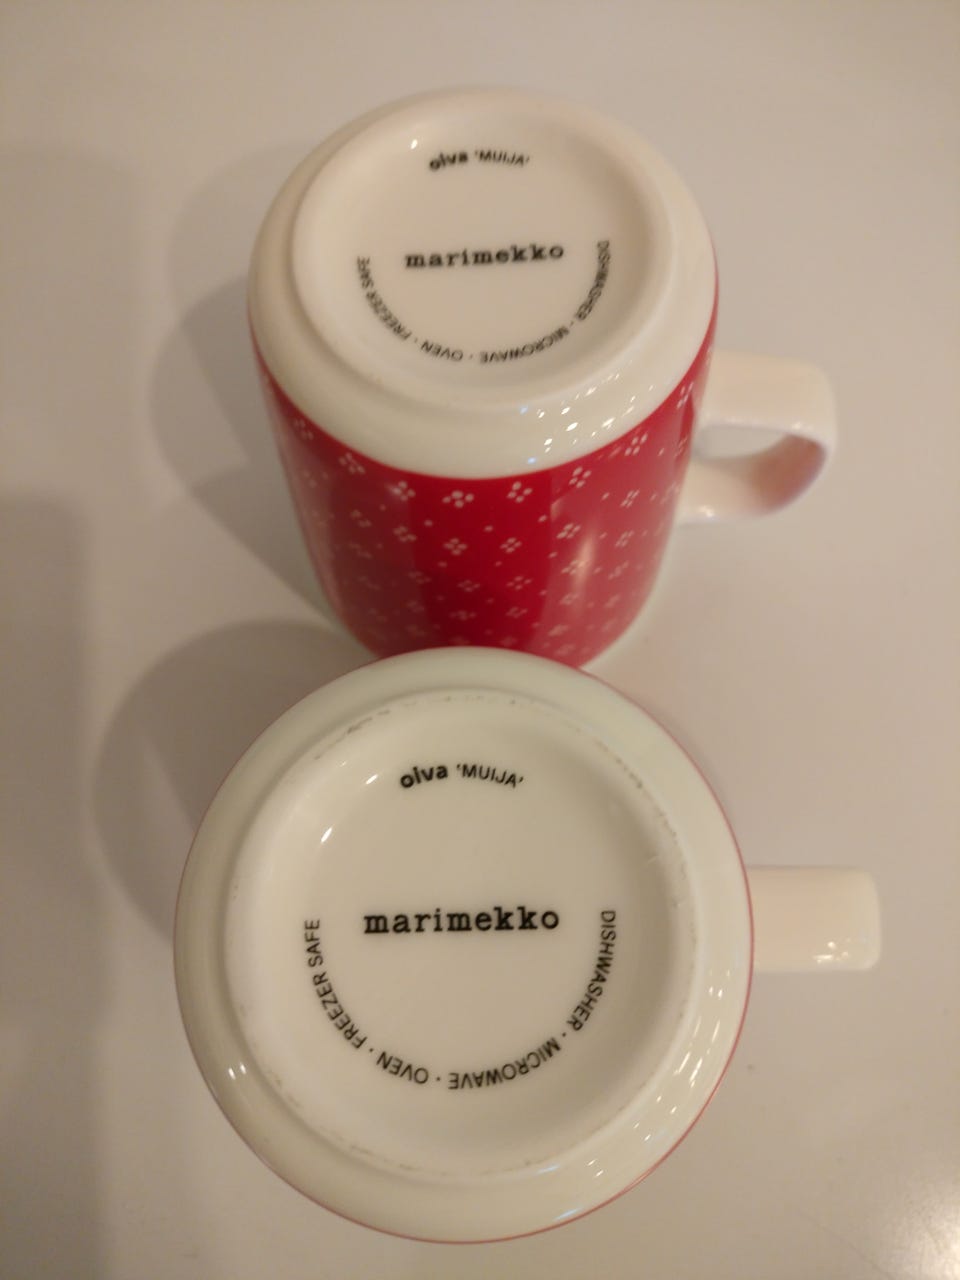 oiva 'MUIJA'
marimekko
DISHWASHER · MICROWAVE · OVEN · FREEZER SAFE
oiva 'MUIJA'
marimekko
DISHWASHER · MICROWAVE · OVEN · FREEZER SAFE